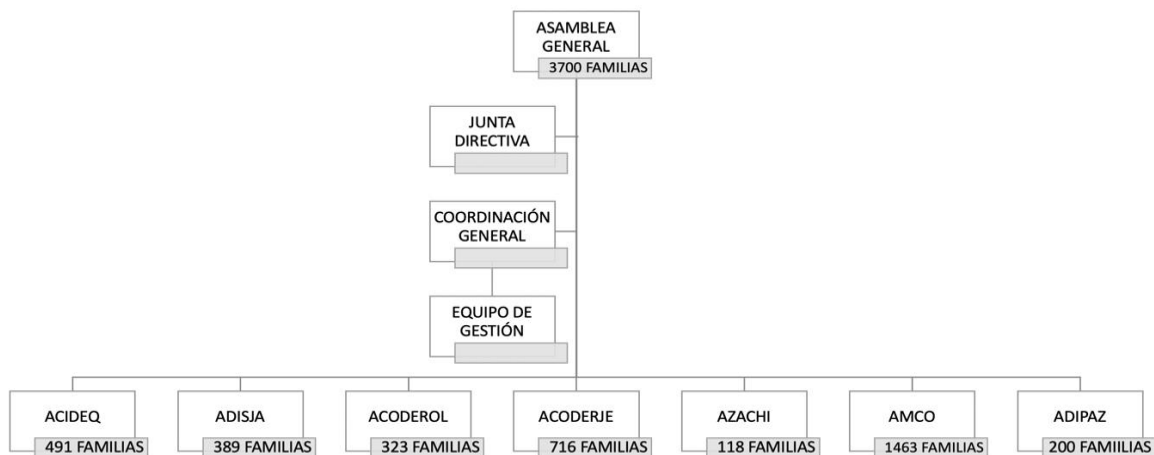 ASAMBLEA
GENERAL
3700 FAMILIAS
JUNTA
DIRECTIVA
COORDINACIÓN
GENERAL
EQUIPO DE
GESTIÓN
ACIDEQ
491 FAMILIAS
ADISJA
389 FAMILIAS
ACODEROL
323 FAMILIAS
ACODERJE
716 FAMILIAS
AZACHI
118 FAMILIAS
AMCO
1463 FAMILIAS
ADIPAZ
200 FAMIILIAS